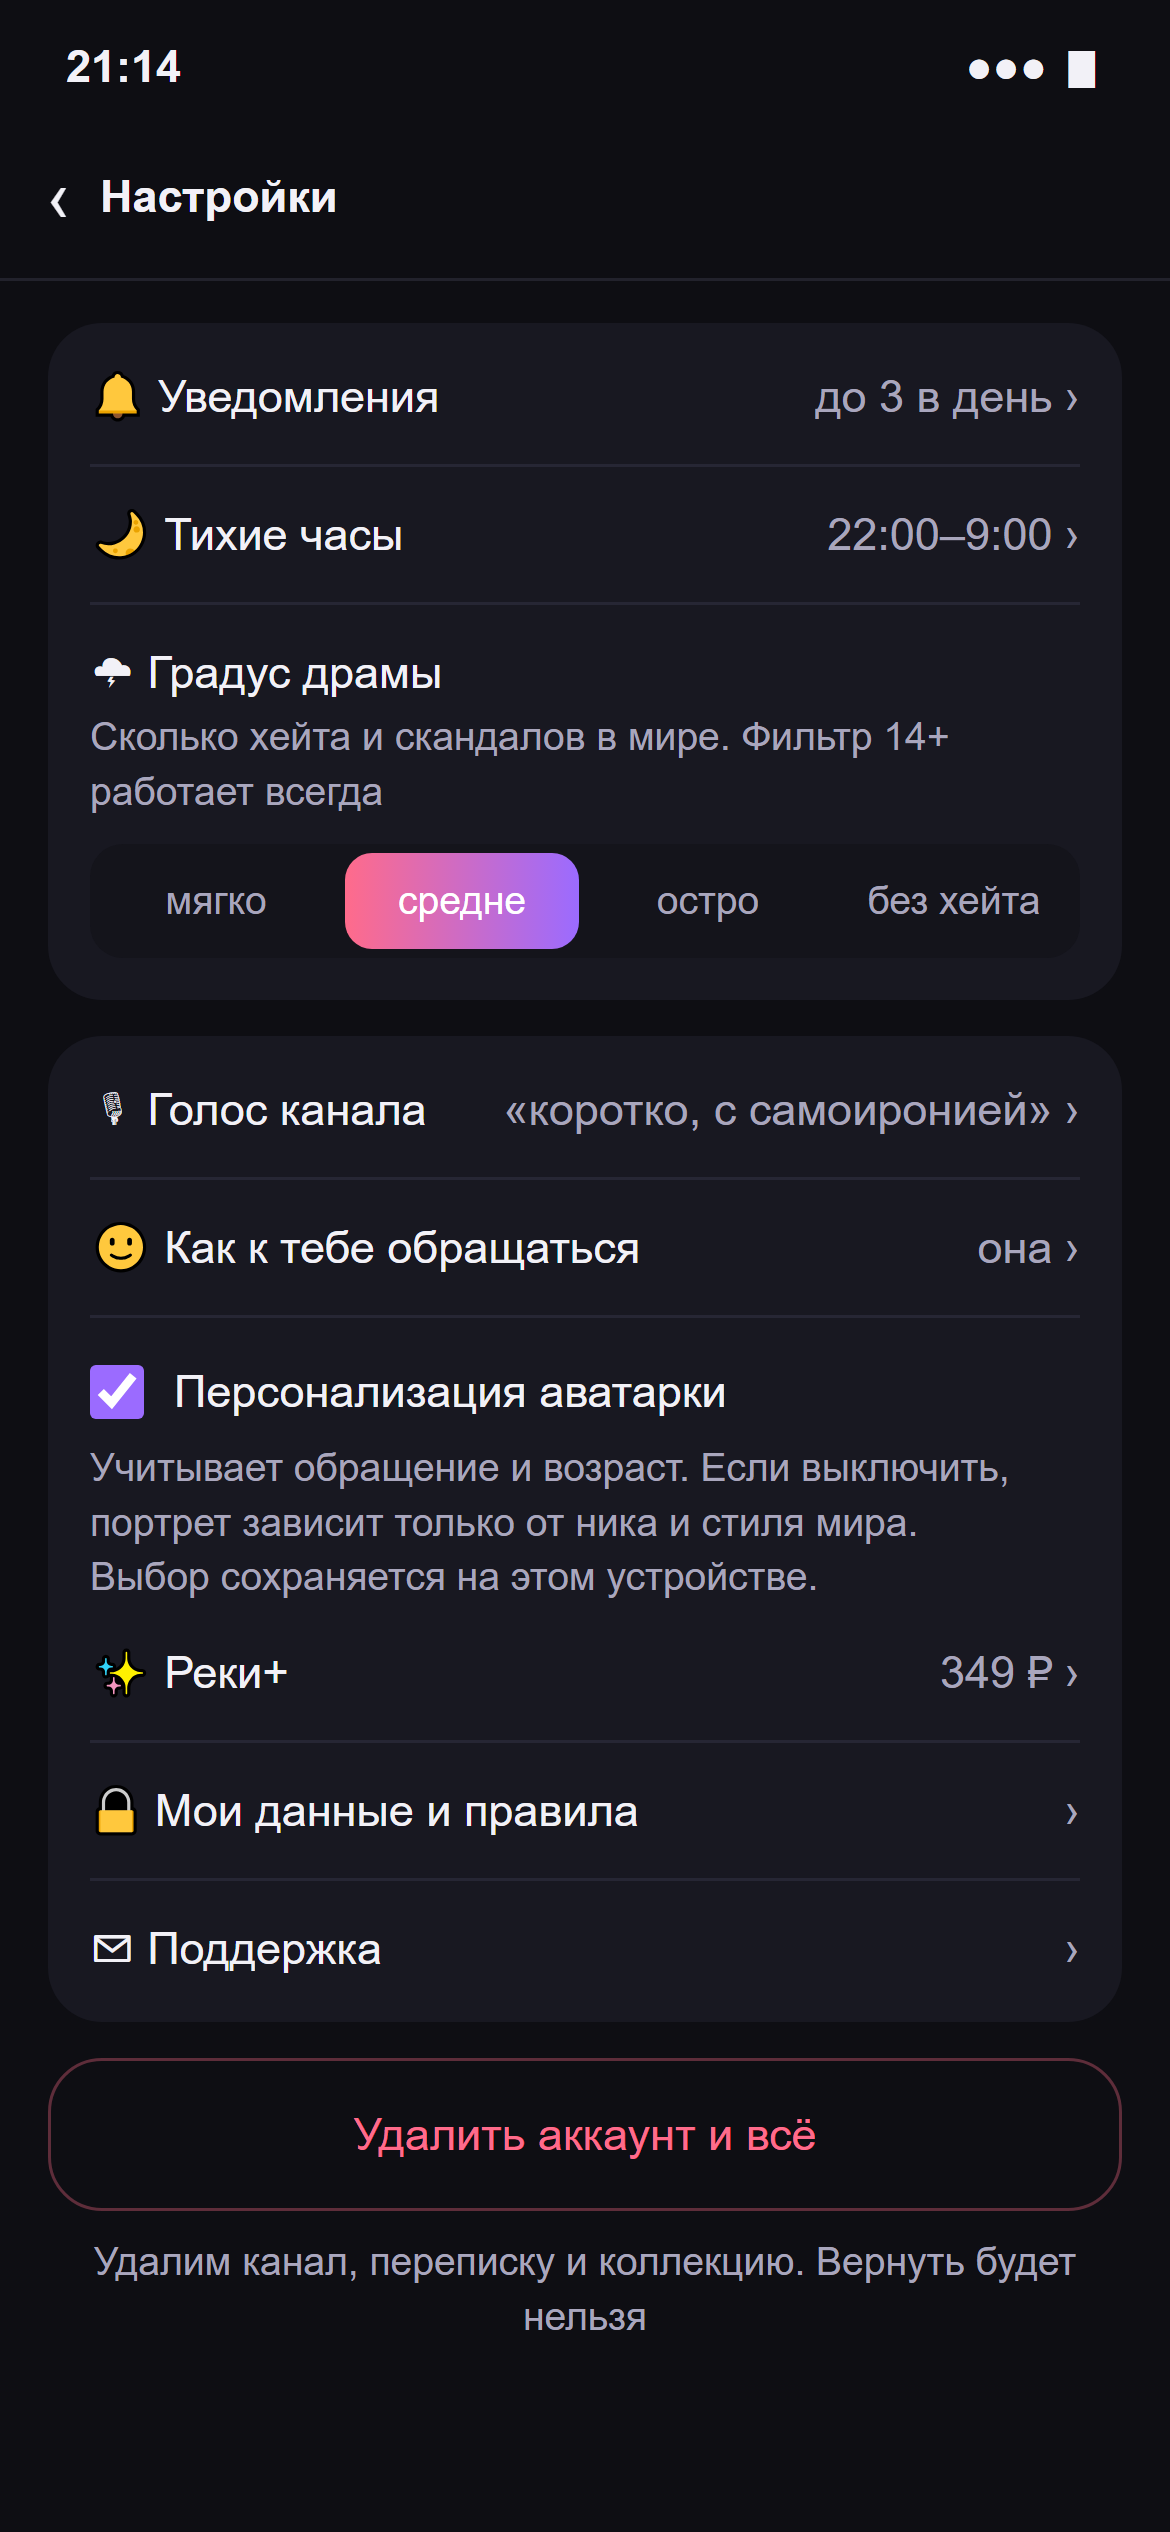 21:14
Настройки
Уведомления до 3 в день ›
Тихие часы 22:00–9:00 ›
Градус драмы
Сколько хейта и скандалов в мире. Фильтр 14+
работает всегда
мягко средне остро без хейта
Голос канала «коротко, с самоиронией» ›
Как к тебе обращаться она ›
Персонализация аватарки
Учитывает обращение и возраст. Если выключить,
портрет зависит только от ника и стиля мира.
Выбор сохраняется на этом устройстве.
Реки+ 349 ₽ ›
Мои данные и правила ›
Поддержка ›
Удалить аккаунт и всё
Удалим канал, переписку и коллекцию. Вернуть будет
нельзя